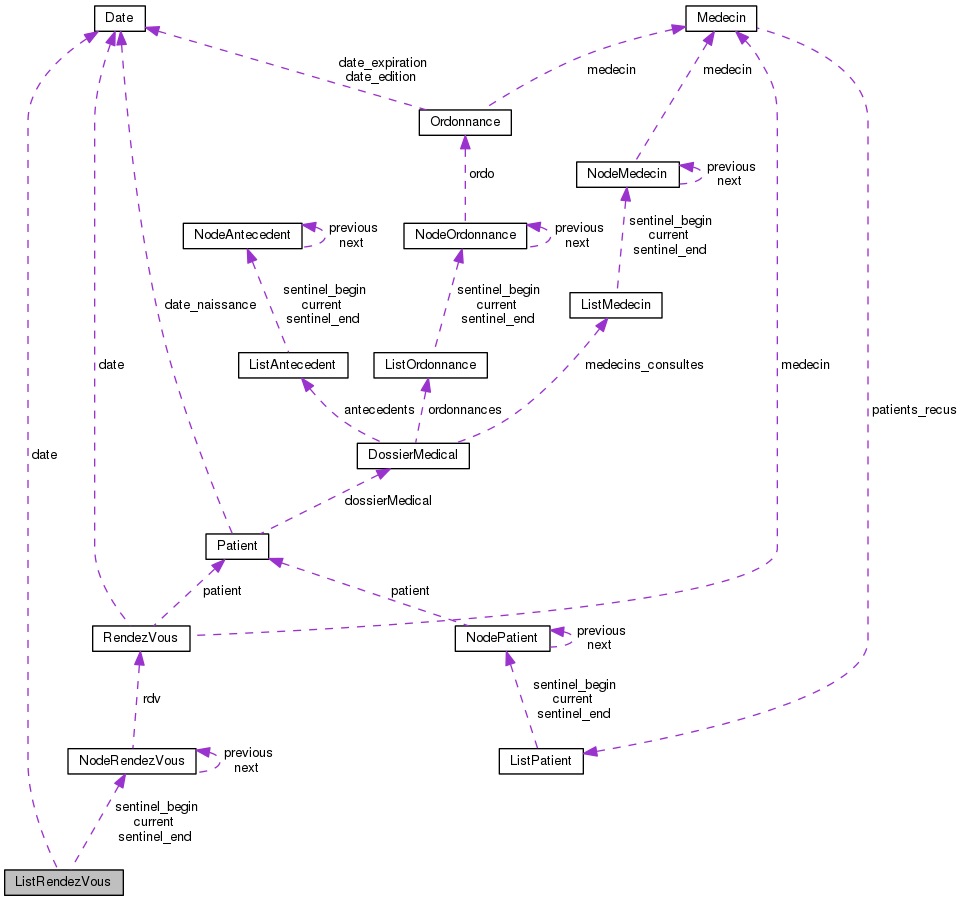 Date
Medecin
date_expiration
date_edition
medecin
medecin
Ordonnance
ordo
NodeMedecin
previous
next
NodeAntecedent
previous
next
NodeOrdonnance
previous
next
sentinel_begin
current
sentinel_end
date_naissance
sentinel_begin
current
sentinel_end
sentinel_begin
current
sentinel_end
ListMedecin
date
ListAntecedent
ListOrdonnance
medecins_consultes
medecin
antecedents
ordonnances
patients_recus
date
DossierMedical
dossierMedical
Patient
patient
patient
RendezVous
NodePatient
previous
next
rdv
sentinel_begin
current
sentinel_end
NodeRendezVous
previous
next
ListPatient
sentinel_begin
current
sentinel_end
ListRendezVous